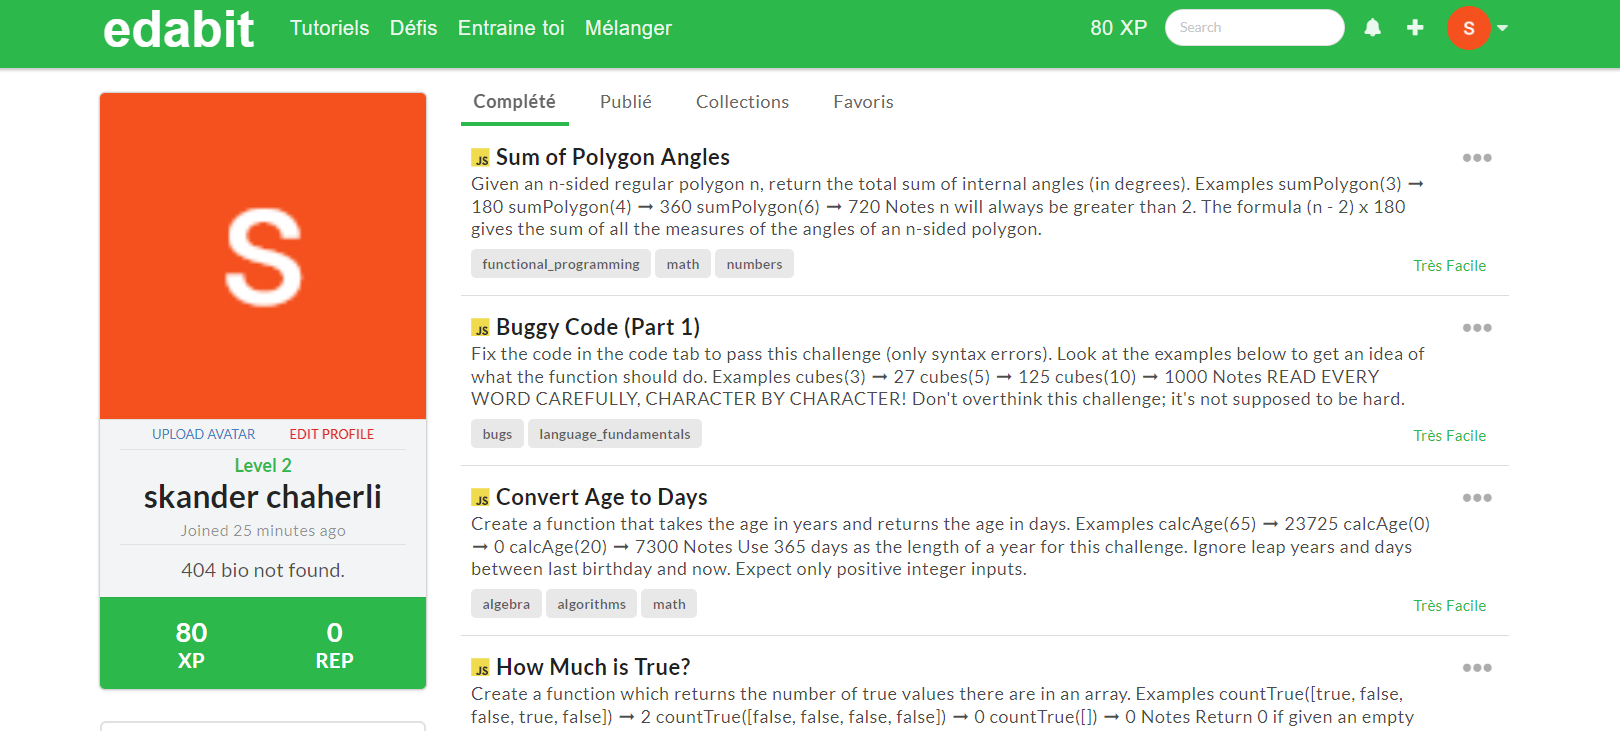 edabit Tutoriels Défis Entraine toi Mélanger 80 XP Search S
S
UPLOAD AVATAR EDIT PROFILE
Level 2
skander chaherli
Joined 25 minutes ago
404 bio not found.
80 0
XP REP
Complété Publié Collections Favoris
JS Sum of Polygon Angles
Given an n-sided regular polygon n, return the total sum of internal angles (in degrees). Examples sumPolygon(3) ➞
180 sumPolygon(4) ➞ 360 sumPolygon(6) ➞ 720 Notes n will always be greater than 2. The formula (n - 2) x 180
gives the sum of all the measures of the angles of an n-sided polygon.
functional_programming math numbers
Très Facile
JS Buggy Code (Part 1)
Fix the code in the code tab to pass this challenge (only syntax errors). Look at the examples below to get an idea of
what the function should do. Examples cubes(3) ➞ 27 cubes(5) ➞ 125 cubes(10) ➞ 1000 Notes READ EVERY
WORD CAREFULLY, CHARACTER BY CHARACTER! Don't overthink this challenge; it's not supposed to be hard.
bugs language_fundamentals
Très Facile
JS Convert Age to Days
Create a function that takes the age in years and returns the age in days. Examples calcAge(65) ➞ 23725 calcAge(0)
➞ 0 calcAge(20) ➞ 7300 Notes Use 365 days as the length of a year for this challenge. Ignore leap years and days
between last birthday and now. Expect only positive integer inputs.
algebra algorithms math
Très Facile
JS How Much is True?
Create a function which returns the number of true values there are in an array. Examples countTrue([true, false,
false, true, false]) ➞ 2 countTrue([false, false, false, false]) ➞ 0 countTrue([]) ➞ 0 Notes Return 0 if given an empty